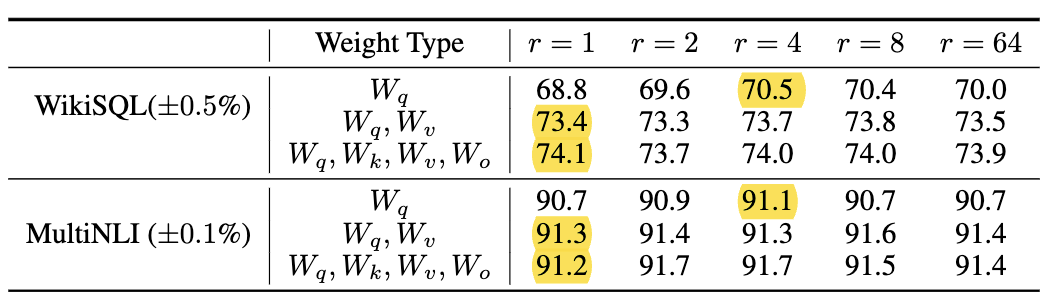 Weight Type r = 1 r = 2 r = 4 r = 8 r = 64
WikiSQL(±0.5%) W_q 68.8 69.6 70.5 70.4 70.0
W_q, W_v 73.4 73.3 73.7 73.8 73.5
W_q, W_k, W_v, W_o 74.1 73.7 74.0 74.0 73.9
MultiNLI (±0.1%) W_q 90.7 90.9 91.1 90.7 90.7
W_q, W_v 91.3 91.4 91.3 91.6 91.4
W_q, W_k, W_v, W_o 91.2 91.7 91.7 91.5 91.4